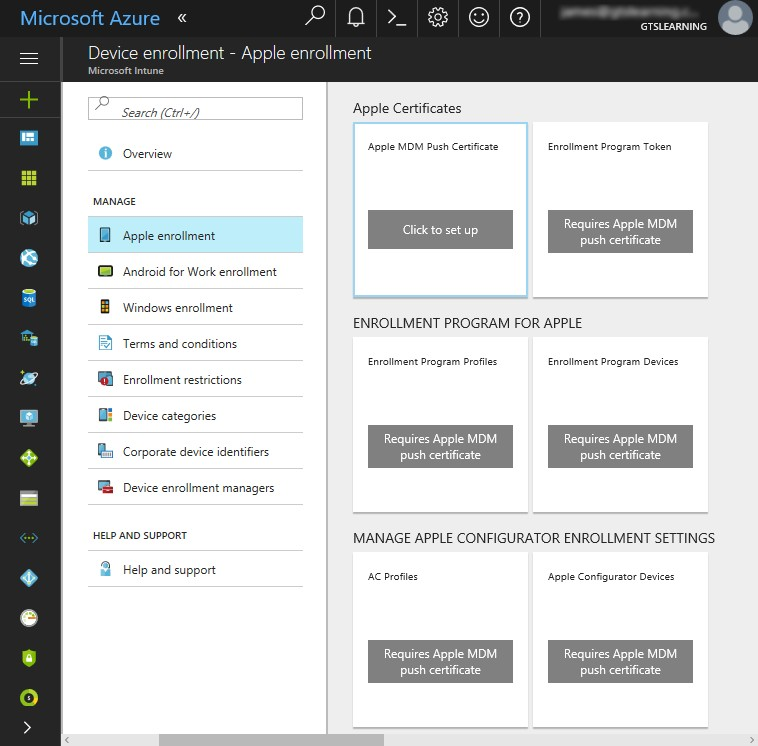 Microsoft Azure «
GTSLEARNING
Device enrollment - Apple enrollment
Microsoft Intune
Search (Ctrl+/)
Overview
MANAGE
Apple enrollment
Android for Work enrollment
Windows enrollment
Terms and conditions
Enrollment restrictions
Device categories
Corporate device identifiers
Device enrollment managers
HELP AND SUPPORT
Help and support
Apple Certificates
Apple MDM Push Certificate
Click to set up
Enrollment Program Token
Requires Apple MDM
push certificate
ENROLLMENT PROGRAM FOR APPLE
Enrollment Program Profiles
Requires Apple MDM
push certificate
Enrollment Program Devices
Requires Apple MDM
push certificate
MANAGE APPLE CONFIGURATOR ENROLLMENT SETTINGS
AC Profiles
Requires Apple MDM
push certificate
Apple Configurator Devices
Requires Apple MDM
push certificate